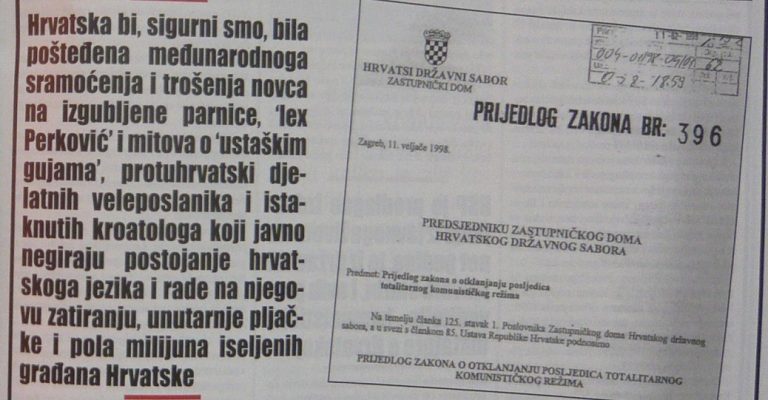 Hrvatska bi, sigurni smo, bila
pošteđena međunarodnoga
sramoćenja i trošenja novca
na izgubljene parnice, ‘lex
Perković’ i mitova o ‘ustaškim
gujama’, protuhrvatski dje-
latnih veleposlanika i ista-
knutih kroatologa koji javno
negiraju postojanje hrvat-
skoga jezika i rade na njego-
vu zatiranju, unutarnje pljač-
ke i pola milijuna iseljenih
građana Hrvatske
HRVATSI DRŽAVNI SABOR
ZASTUPNIČKI DOM
PRIJEDLOG ZAKONA BR: 396
Zagreb, 11. veljače 1998.
PREDSJEDNIKU ZASTUPNIČKOG DOMA
HRVATSKOG DRŽAVNOG SABORA
Predmet: Prijedlog zakona o otklanjanju posljedica
totalitarnog komunističkog režima
Na temelju članka 125. stavak 1. Poslovnika Zastupničkog doma Hrvatskog državnog
sabora, a u svezi s člankom 85. Ustava Republike Hrvatske podnosimo
PRIJEDLOG ZAKONA O OTKLANJANJU POSLJEDICA TOTALITARNOG
KOMUNISTIČKOG REŽIMA